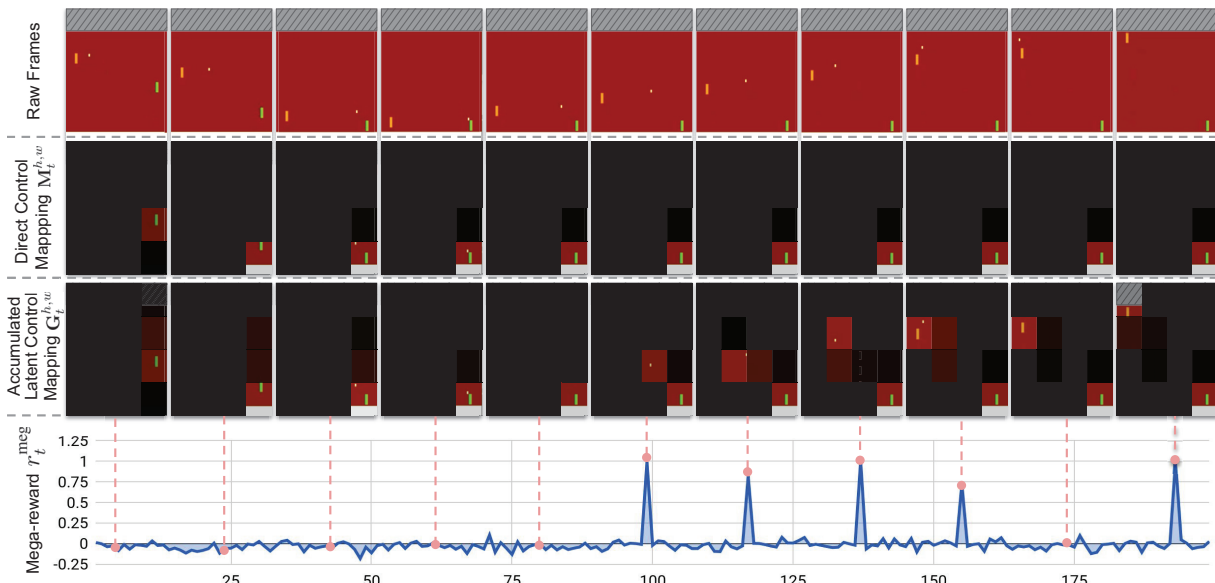 Raw Frames
Direct Control
Mappping M_t^{h,w}
Accumulated
Latent Control
Mapping G_t^{h,w}
Mega-reward r_t^{meg}
1.25
1
0.75
0.5
0.25
0
-0.25
25
50
75
100
125
150
175